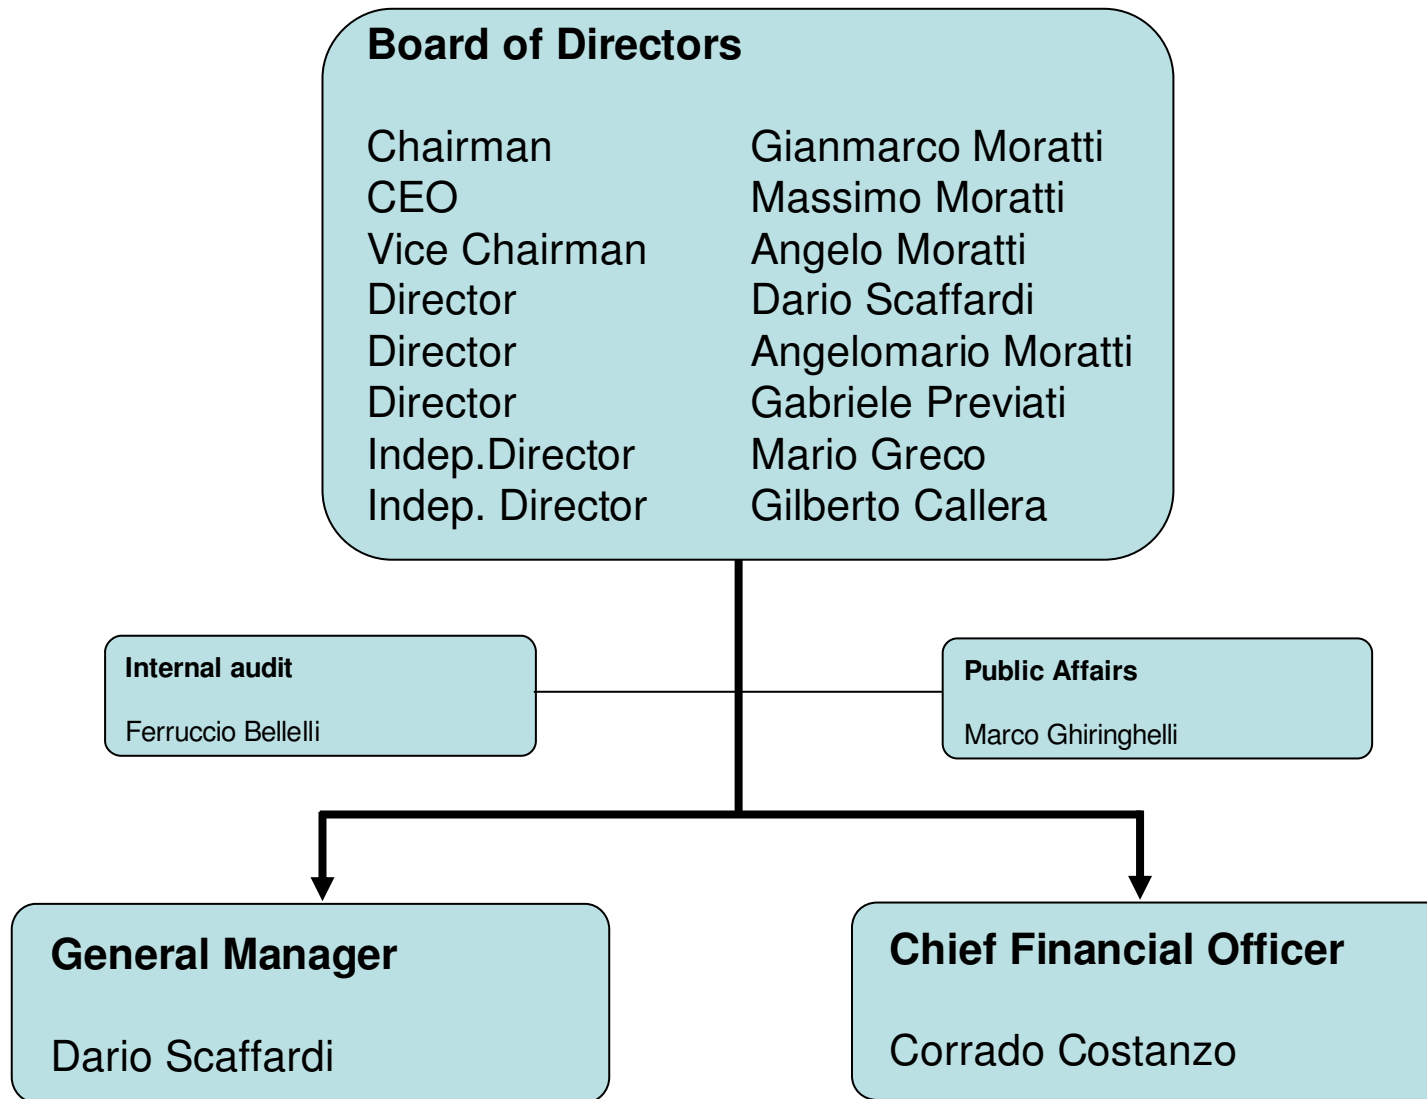 Board of Directors
Chairman Gianmarco Moratti
CEO Massimo Moratti
Vice Chairman Angelo Moratti
Director Dario Scaffardi
Director Angelomario Moratti
Director Gabriele Previati
Indep.Director Mario Greco
Indep. Director Gilberto Callera
Internal audit
Ferruccio Bellelli
Public Affairs
Marco Ghiringhelli
General Manager
Dario Scaffardi
Chief Financial Officer
Corrado Costanzo